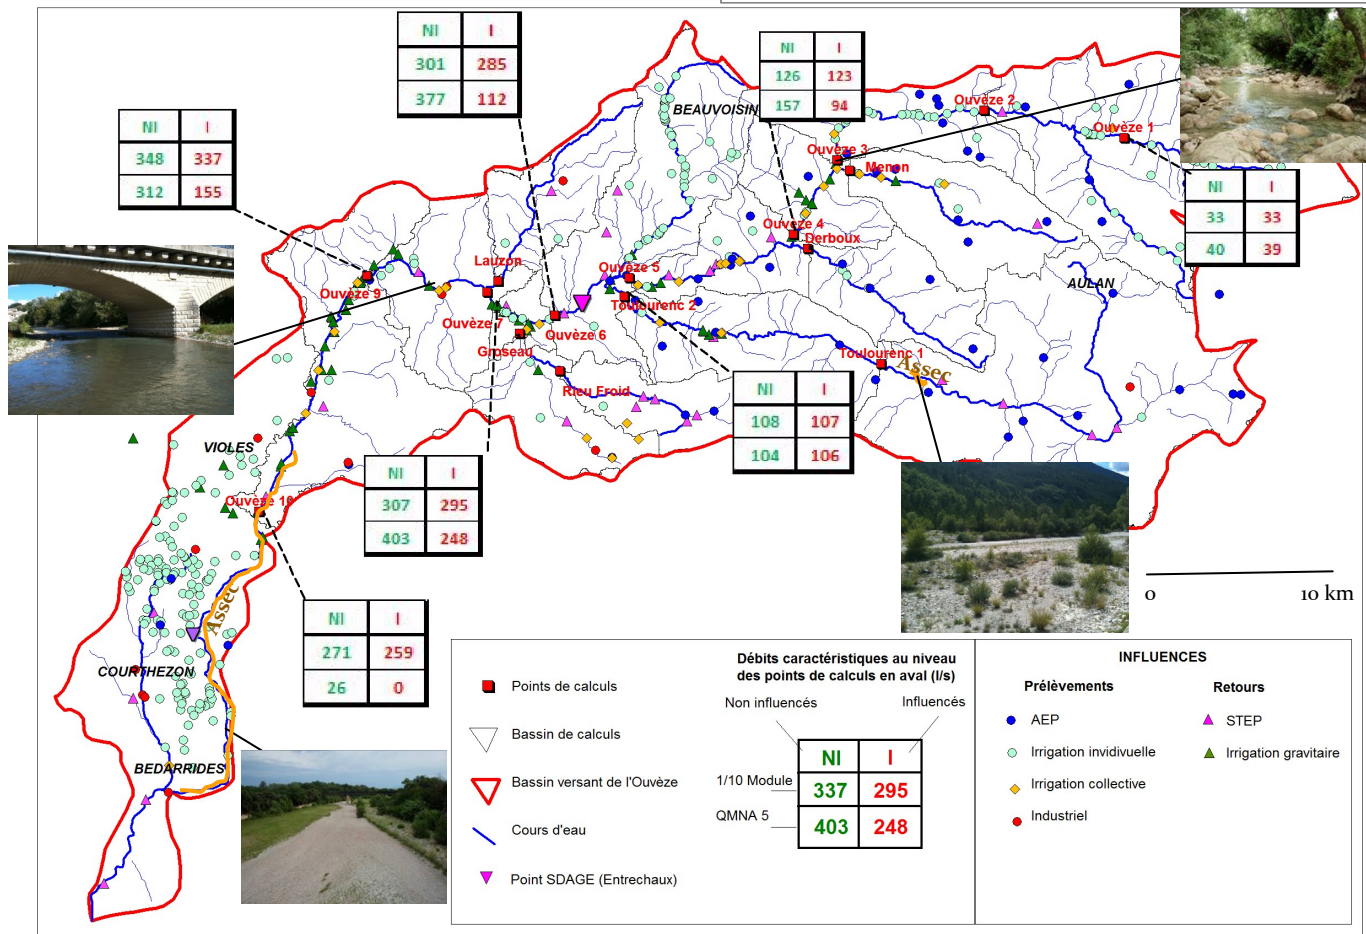 NI I
301 285
377 112
NI I
126 123
157 94
NI I
348 337
312 155
BEAUVOISIN
Ouvèze 2
Ouvèze 1
Ouvèze 3
Menon
NI I
33 33
40 39
Ouvèze 4
Derboux
Lauzon
Ouvèze 5
AULAN
Ouvèze 9
Toulourenc 2
Ouvèze 7
Ouvèze 6
Groseau
Toulourenc 1
Assec
Rieu Froid
NI I
108 107
104 106
VIOLES
NI I
307 295
403 248
Ouvèze 10
Assec
0 10 km
NI I
271 259
26 0
COURTHEZON
BEDARRIDES
Points de calculs
Bassin de calculs
Bassin versant de l'Ouvèze
Cours d'eau
Point SDAGE (Entrechaux)
Débits caractéristiques au niveau
des points de calculs en aval (l/s)
Non influencés
Influencés
NI I
1/10 Module 337 295
QMNA 5 403 248
INFLUENCES
Prélèvements Retours
AEP STEP
Irrigation invidivuelle Irrigation gravitaire
Irrigation collective
Industriel